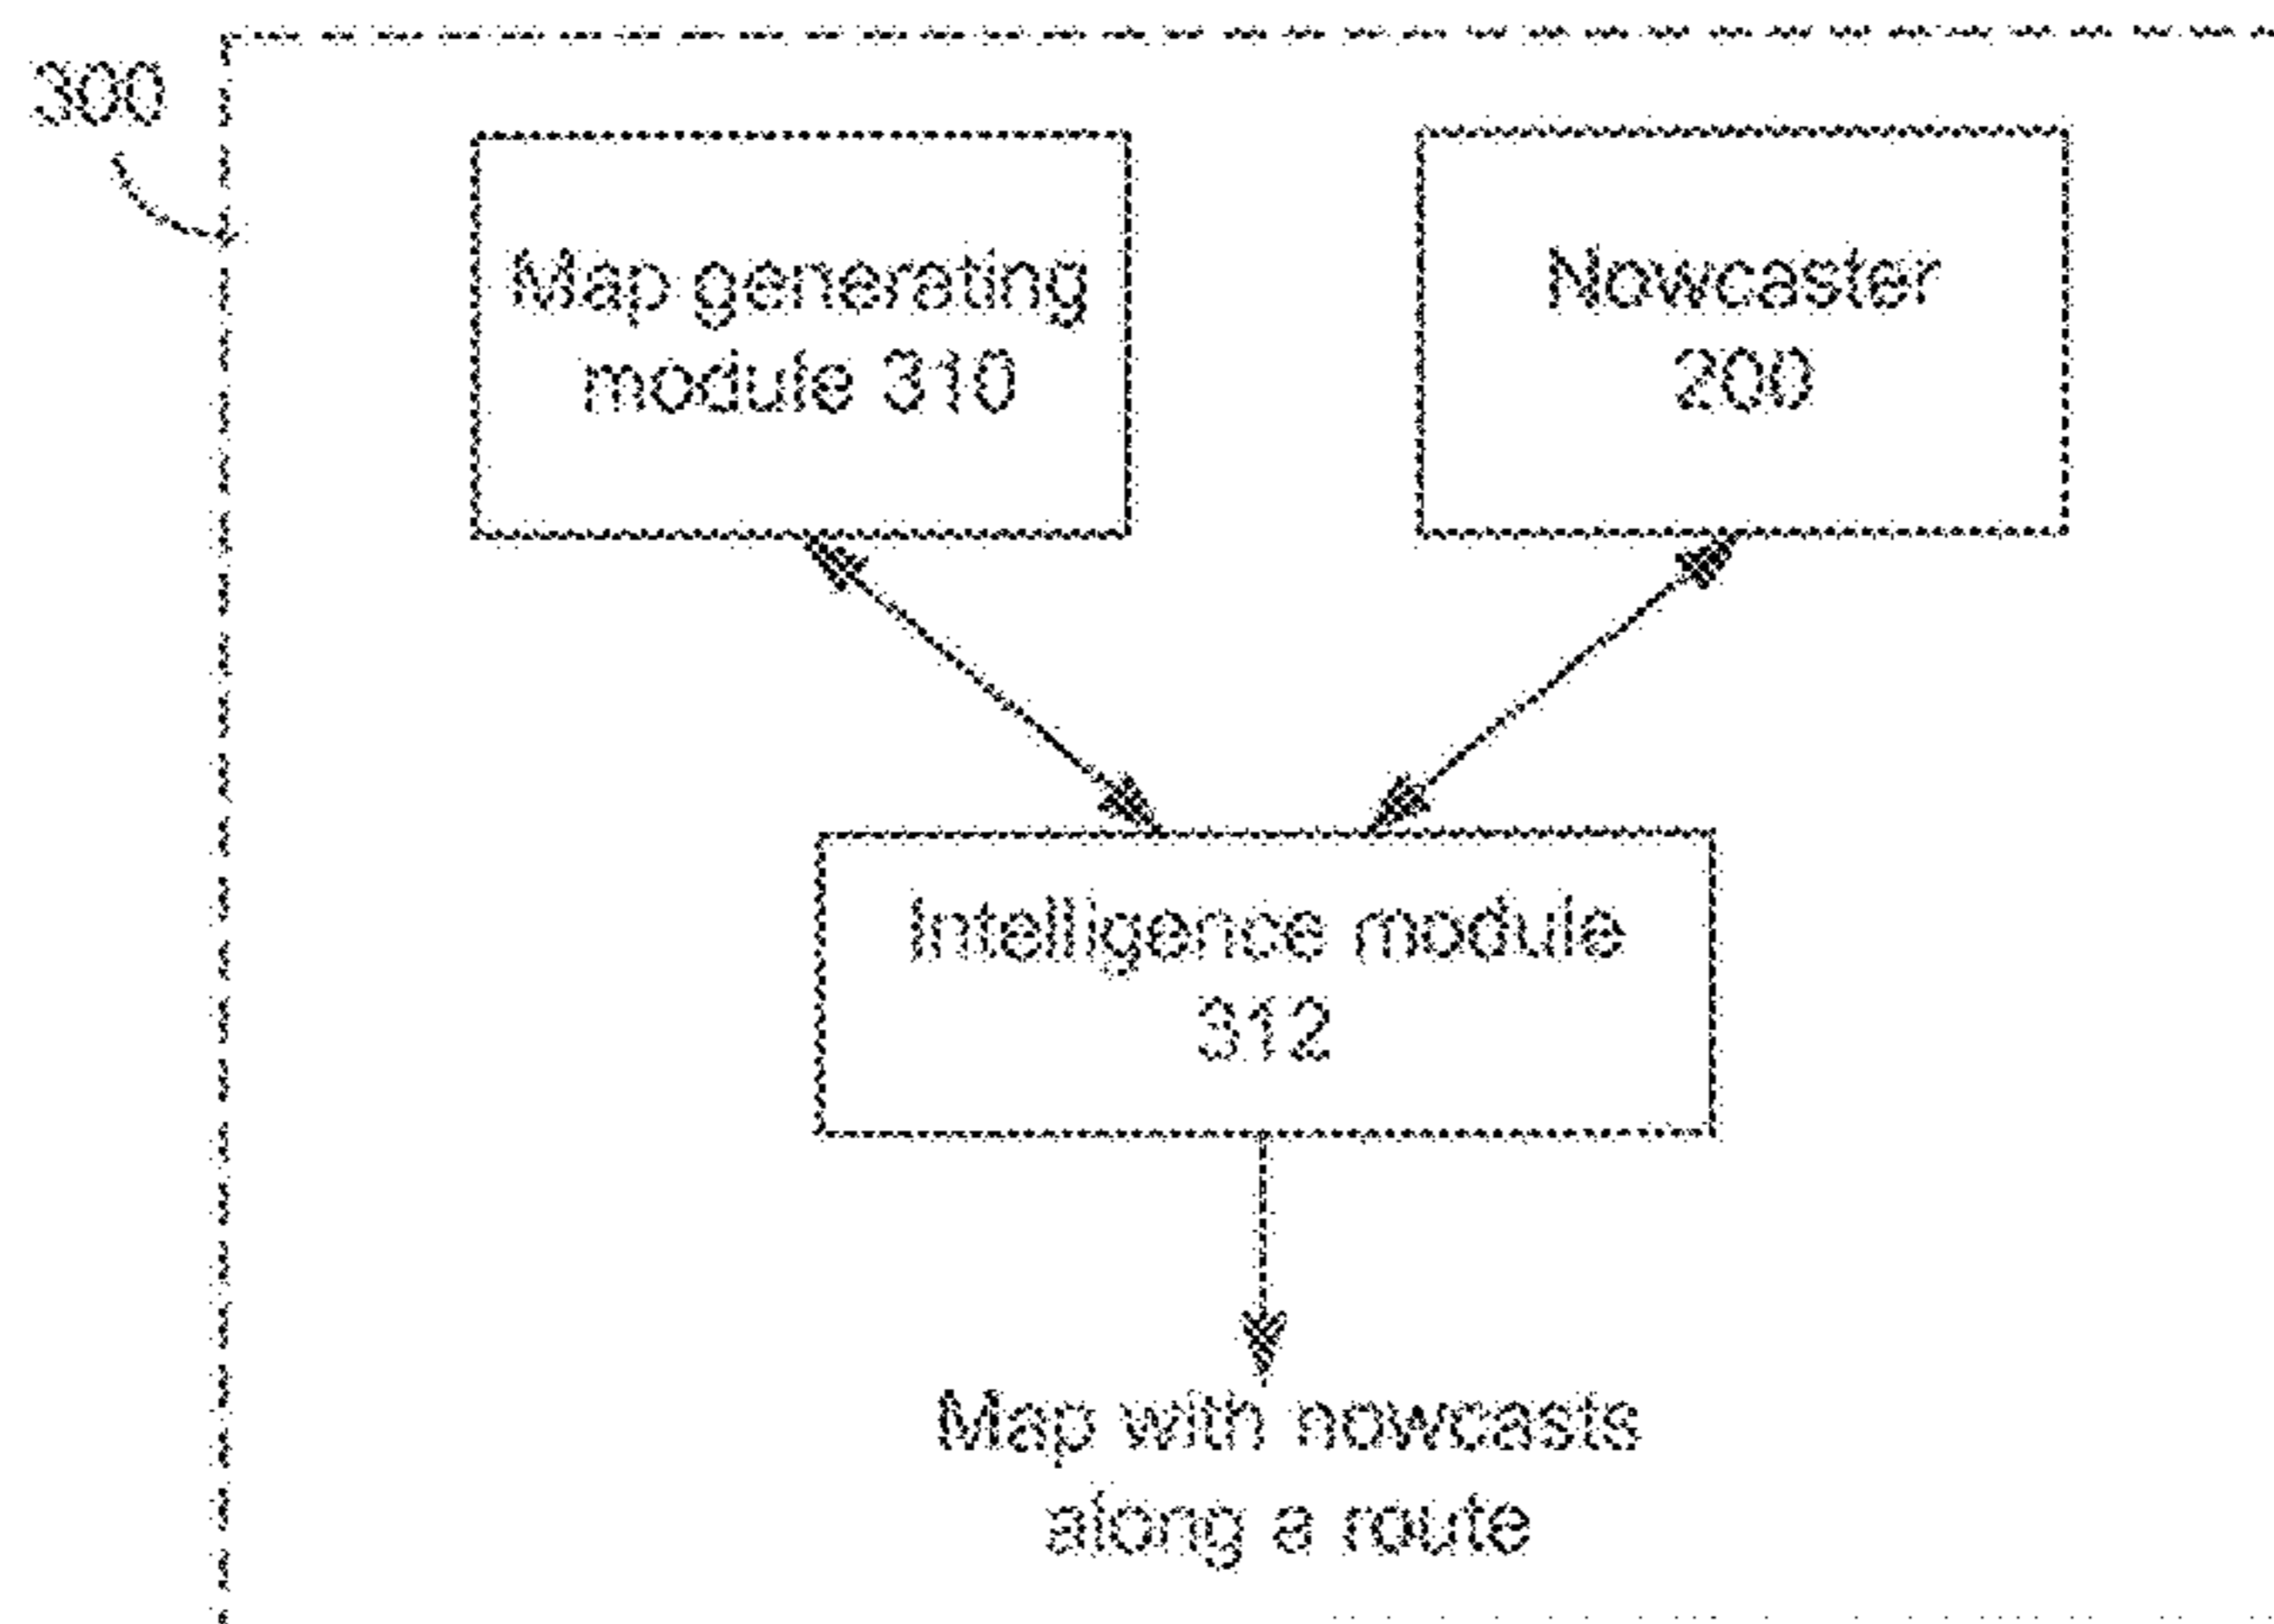 300
Map generating
module 310
Nowcaster
200
Intelligence module
312
Map with nowcasts
along a route